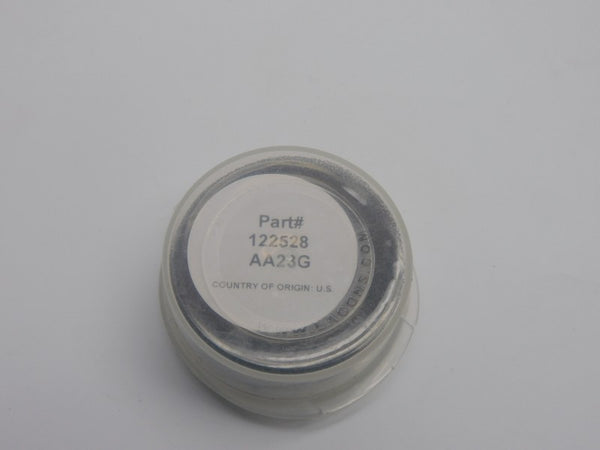 Part#
122528
AA23G
COUNTRY OF ORIGIN: U.S.